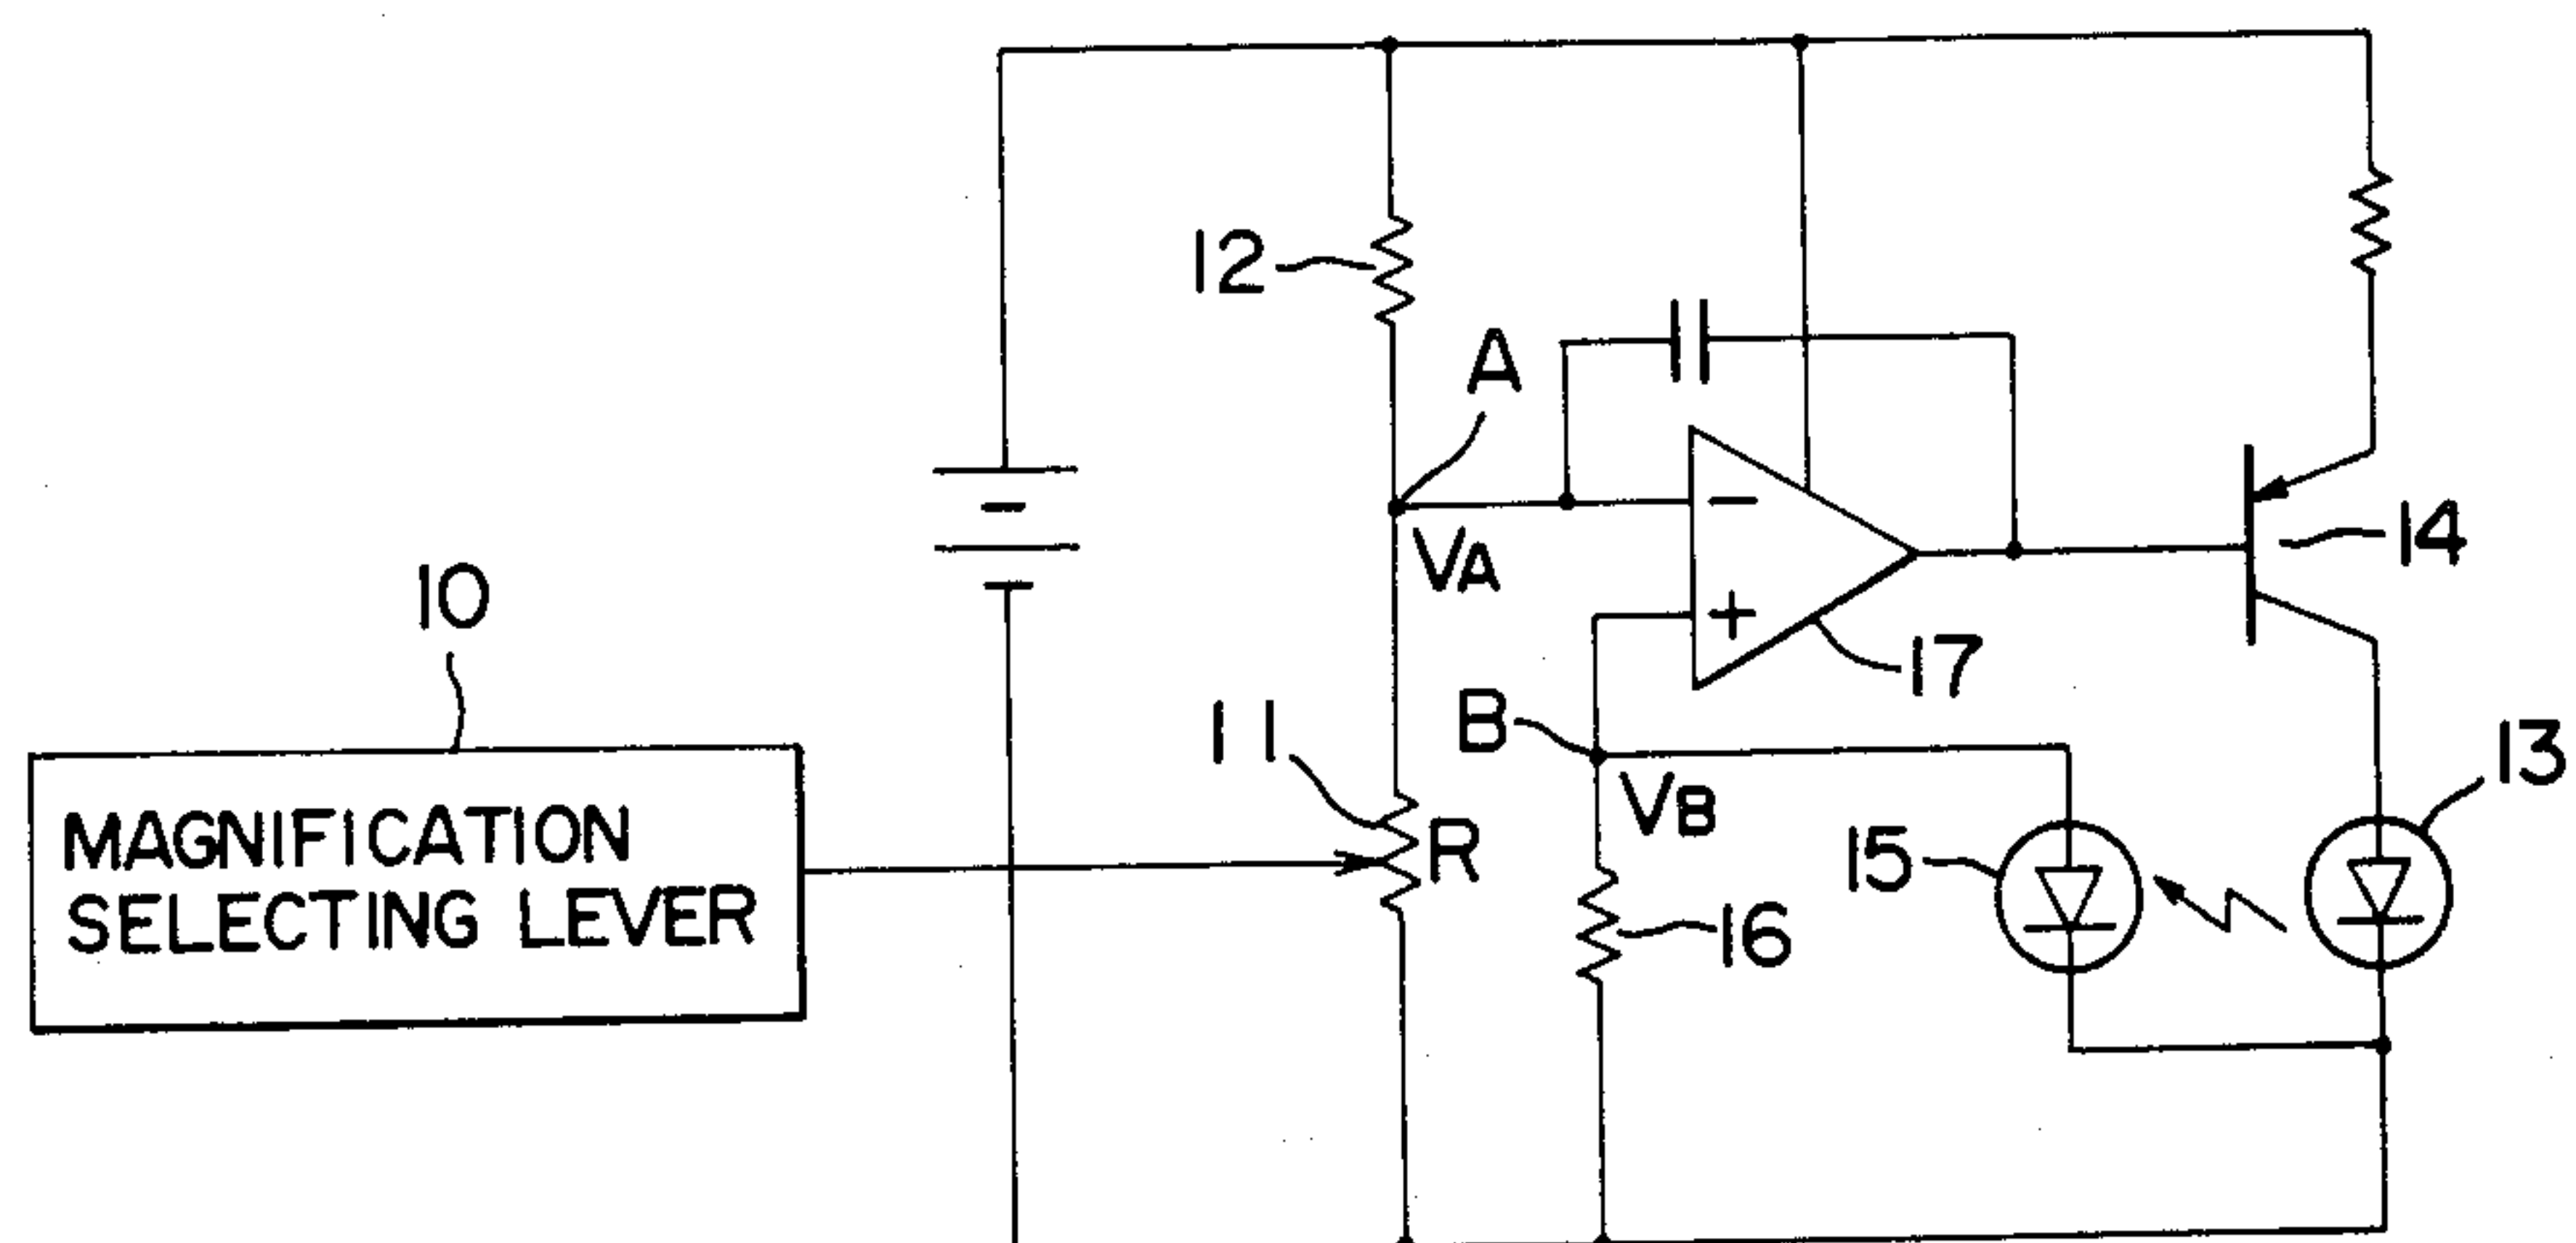 12
A
VA
14
10
17
11
B
VB
13
R
15
16
MAGNIFICATION
SELECTING LEVER